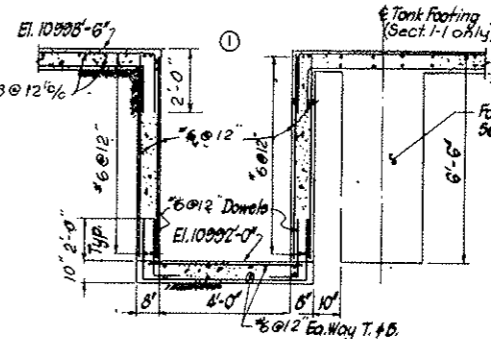 ℄ Tank Footing
(Sect. 1-1 only)
El. 10998'-6"
①
@ 12" c/c
2'-0"
#6 @ 12"
#6 @ 12"
#6 @ 12"
6'-6"
#6 @ 12" Dowels
2'-0"
Typ.
El. 10992'-0"
10"
8"
4'-0"
8"
10"
#6 @ 12" Ea. Way T. & B.